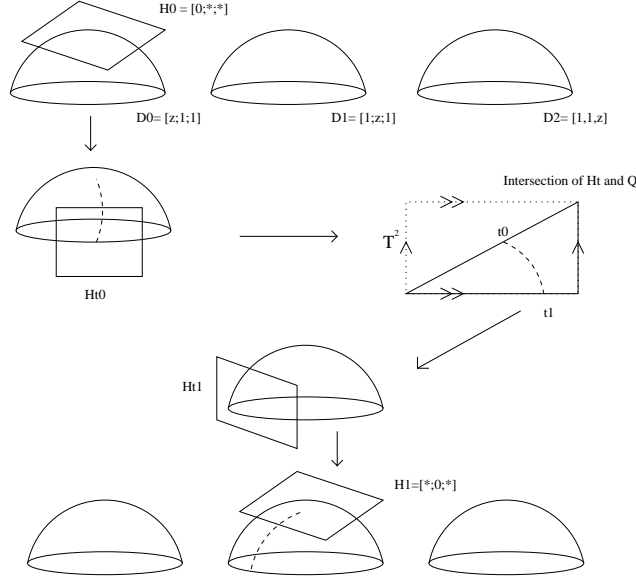 H0 = [0;*;*]
D0= [z;1;1]
D1= [1;z;1]
D2= [1,1,z]
Intersection of Ht and Q
T²
t0
Ht0
t1
Ht1
H1=[*;0;*]